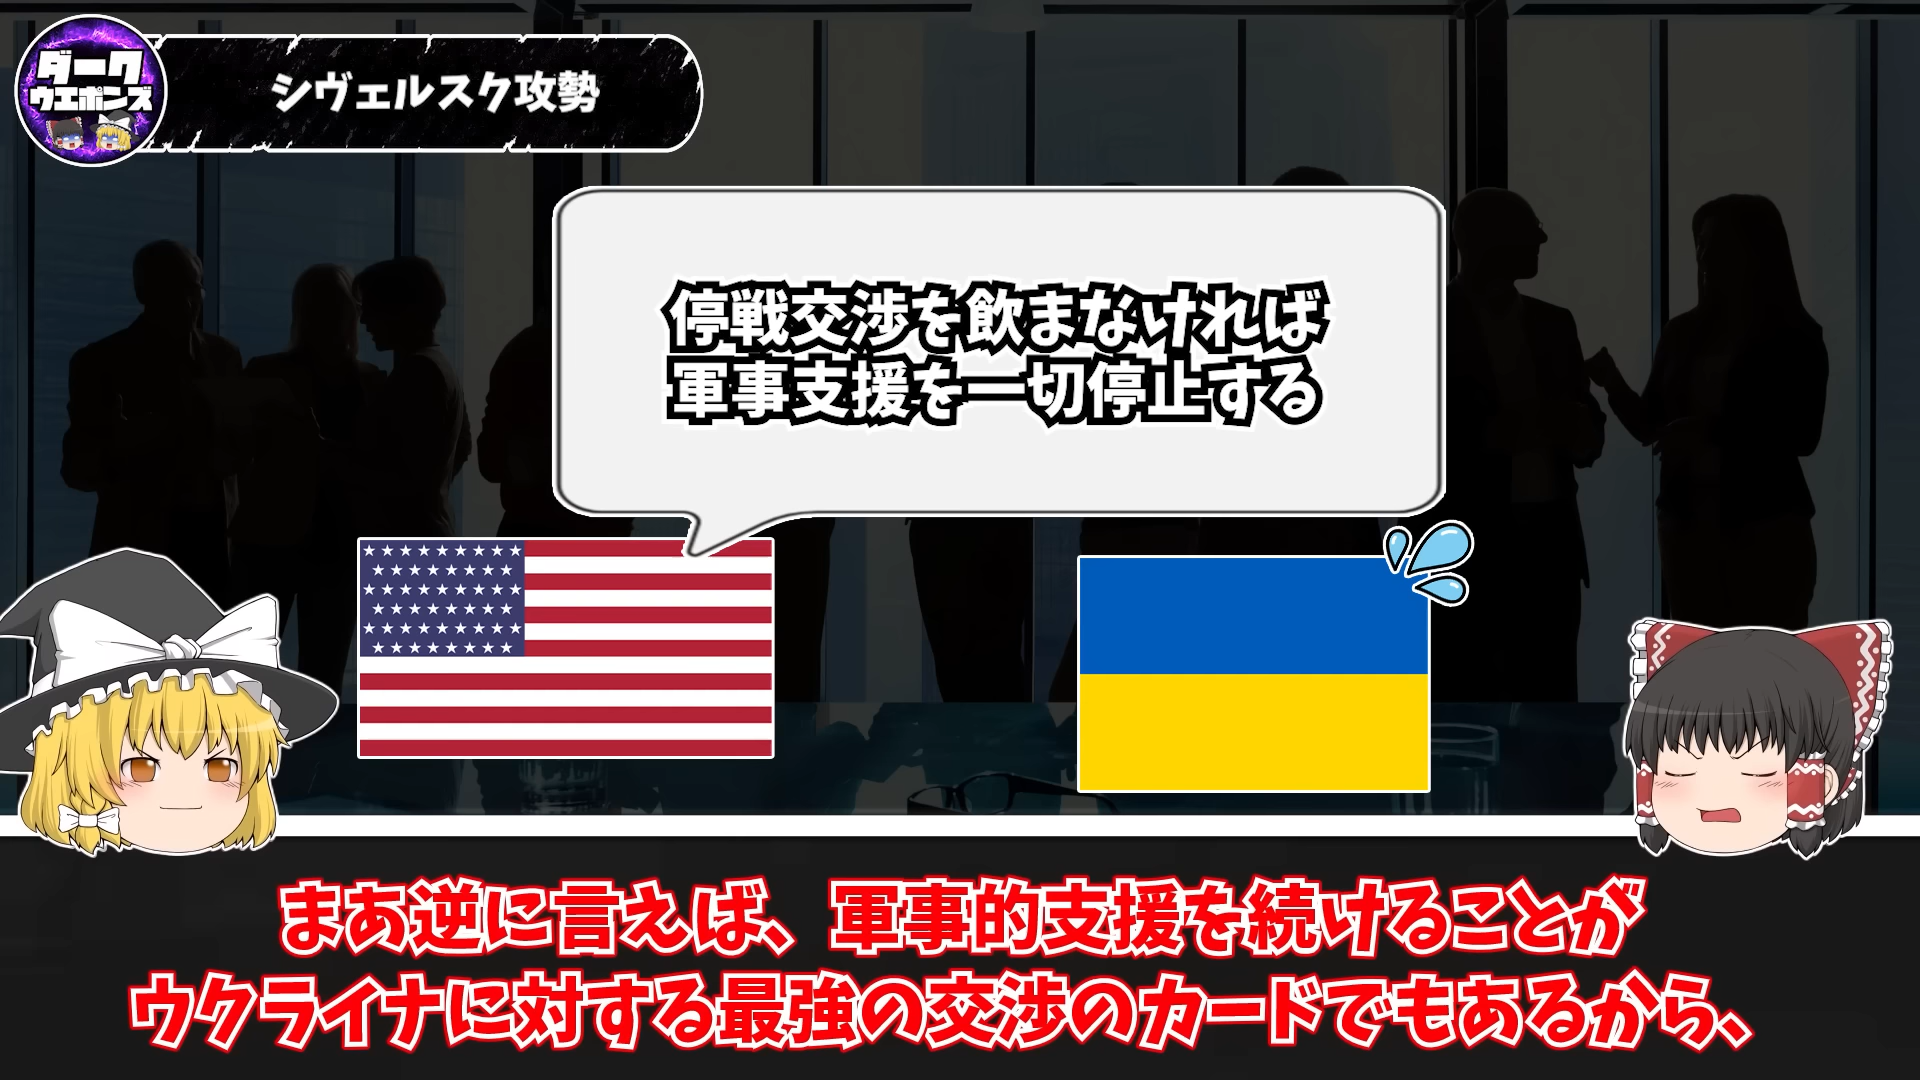 ダーク
ウエポンズ
シヴェルスク攻勢
停戦交渉を飲まなければ
軍事支援を一切停止する
まあ逆に言えば、軍事的支援を続けることが
ウクライナに対する最強の交渉のカードでもあるから、